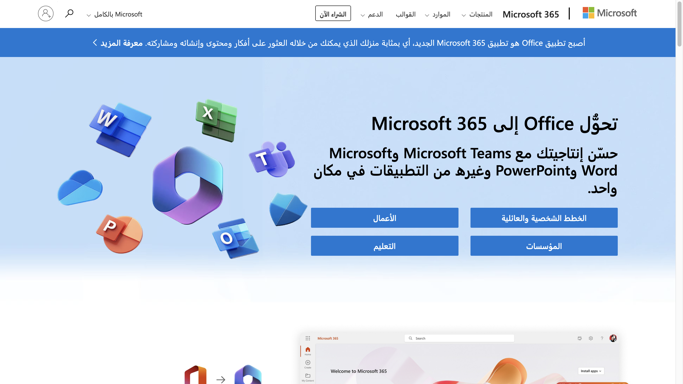 Microsoft
Microsoft 365
المنتجات
الموارد
القوالب
الدعم
الشراء الآن
Microsoft بالكامل
أصبح تطبيق Office هو تطبيق Microsoft 365 الجديد، أي بمثابة منزلك الذي يمكنك من خلاله العثور على أفكار ومحتوى وإنشائه ومشاركته. معرفة المزيد
تحوُّل Office إلى Microsoft 365
حسّن إنتاجيتك مع Microsoft Teams وMicrosoft
Word وPowerPoint وغيره من التطبيقات في مكان
واحد.
الخطط الشخصية والعائلية
الأعمال
المؤسسات
التعليم
W
X
T
P
O
Microsoft 365
Search
Welcome to Microsoft 365
Install apps